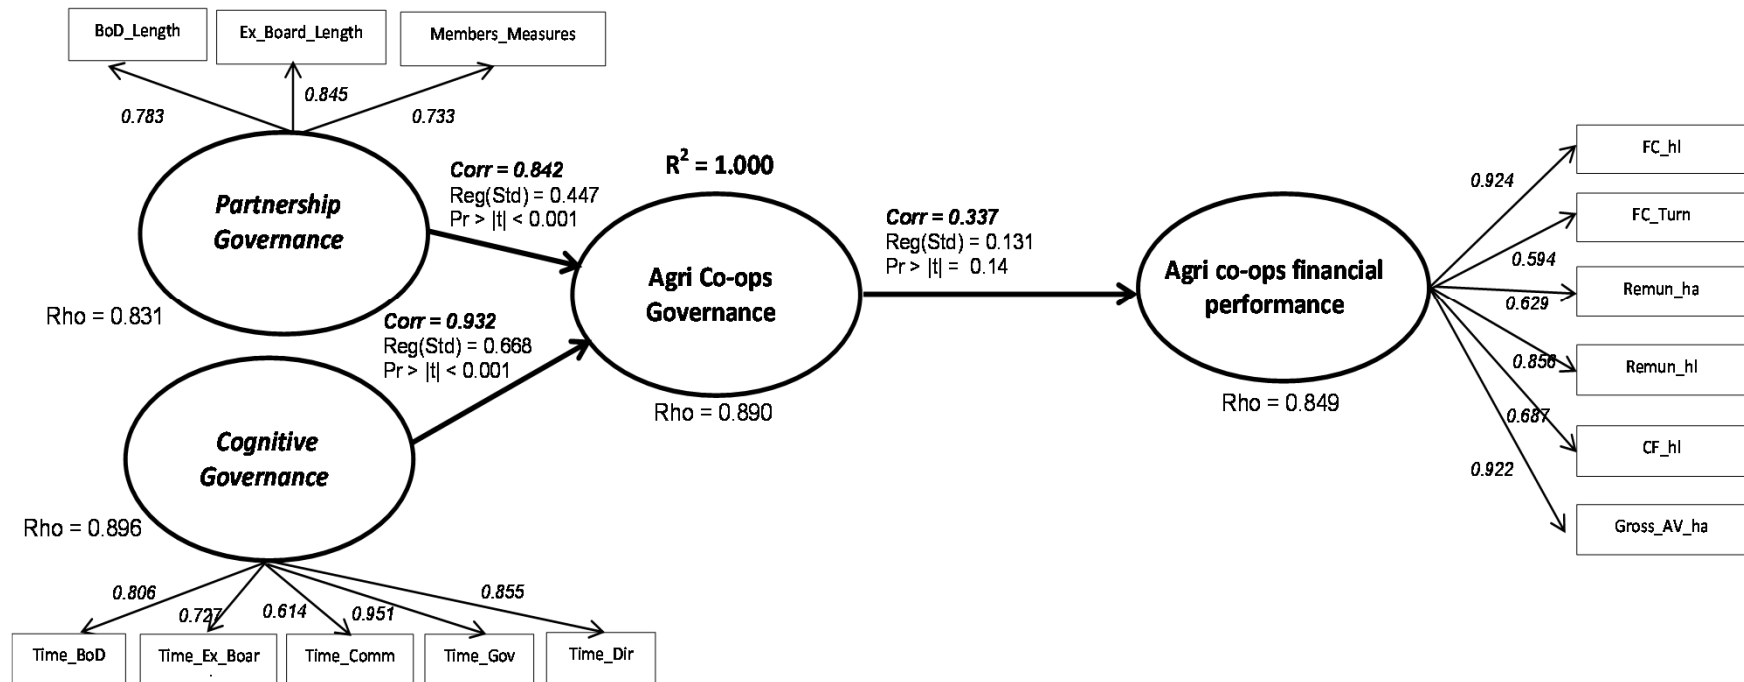 BoD_Length
Ex_Board_Length
Members_Measures
0.783
0.845
0.733
Partnership
Governance
Rho = 0.831
Corr = 0.842
Reg(Std) = 0.447
Pr > |t| < 0.001
R² = 1.000
Agri Co-ops
Governance
Rho = 0.890
Corr = 0.932
Reg(Std) = 0.668
Pr > |t| < 0.001
Cognitive
Governance
Rho = 0.896
0.806
0.727
0.614
0.951
0.855
Time_BoD
Time_Ex_Boar
Time_Comm
Time_Gov
Time_Dir
Corr = 0.337
Reg(Std) = 0.131
Pr > |t| = 0.14
Agri co-ops financial
performance
Rho = 0.849
0.924
0.594
0.629
0.856
0.687
0.922
FC_hl
FC_Turn
Remun_ha
Remun_hl
CF_hl
Gross_AV_ha